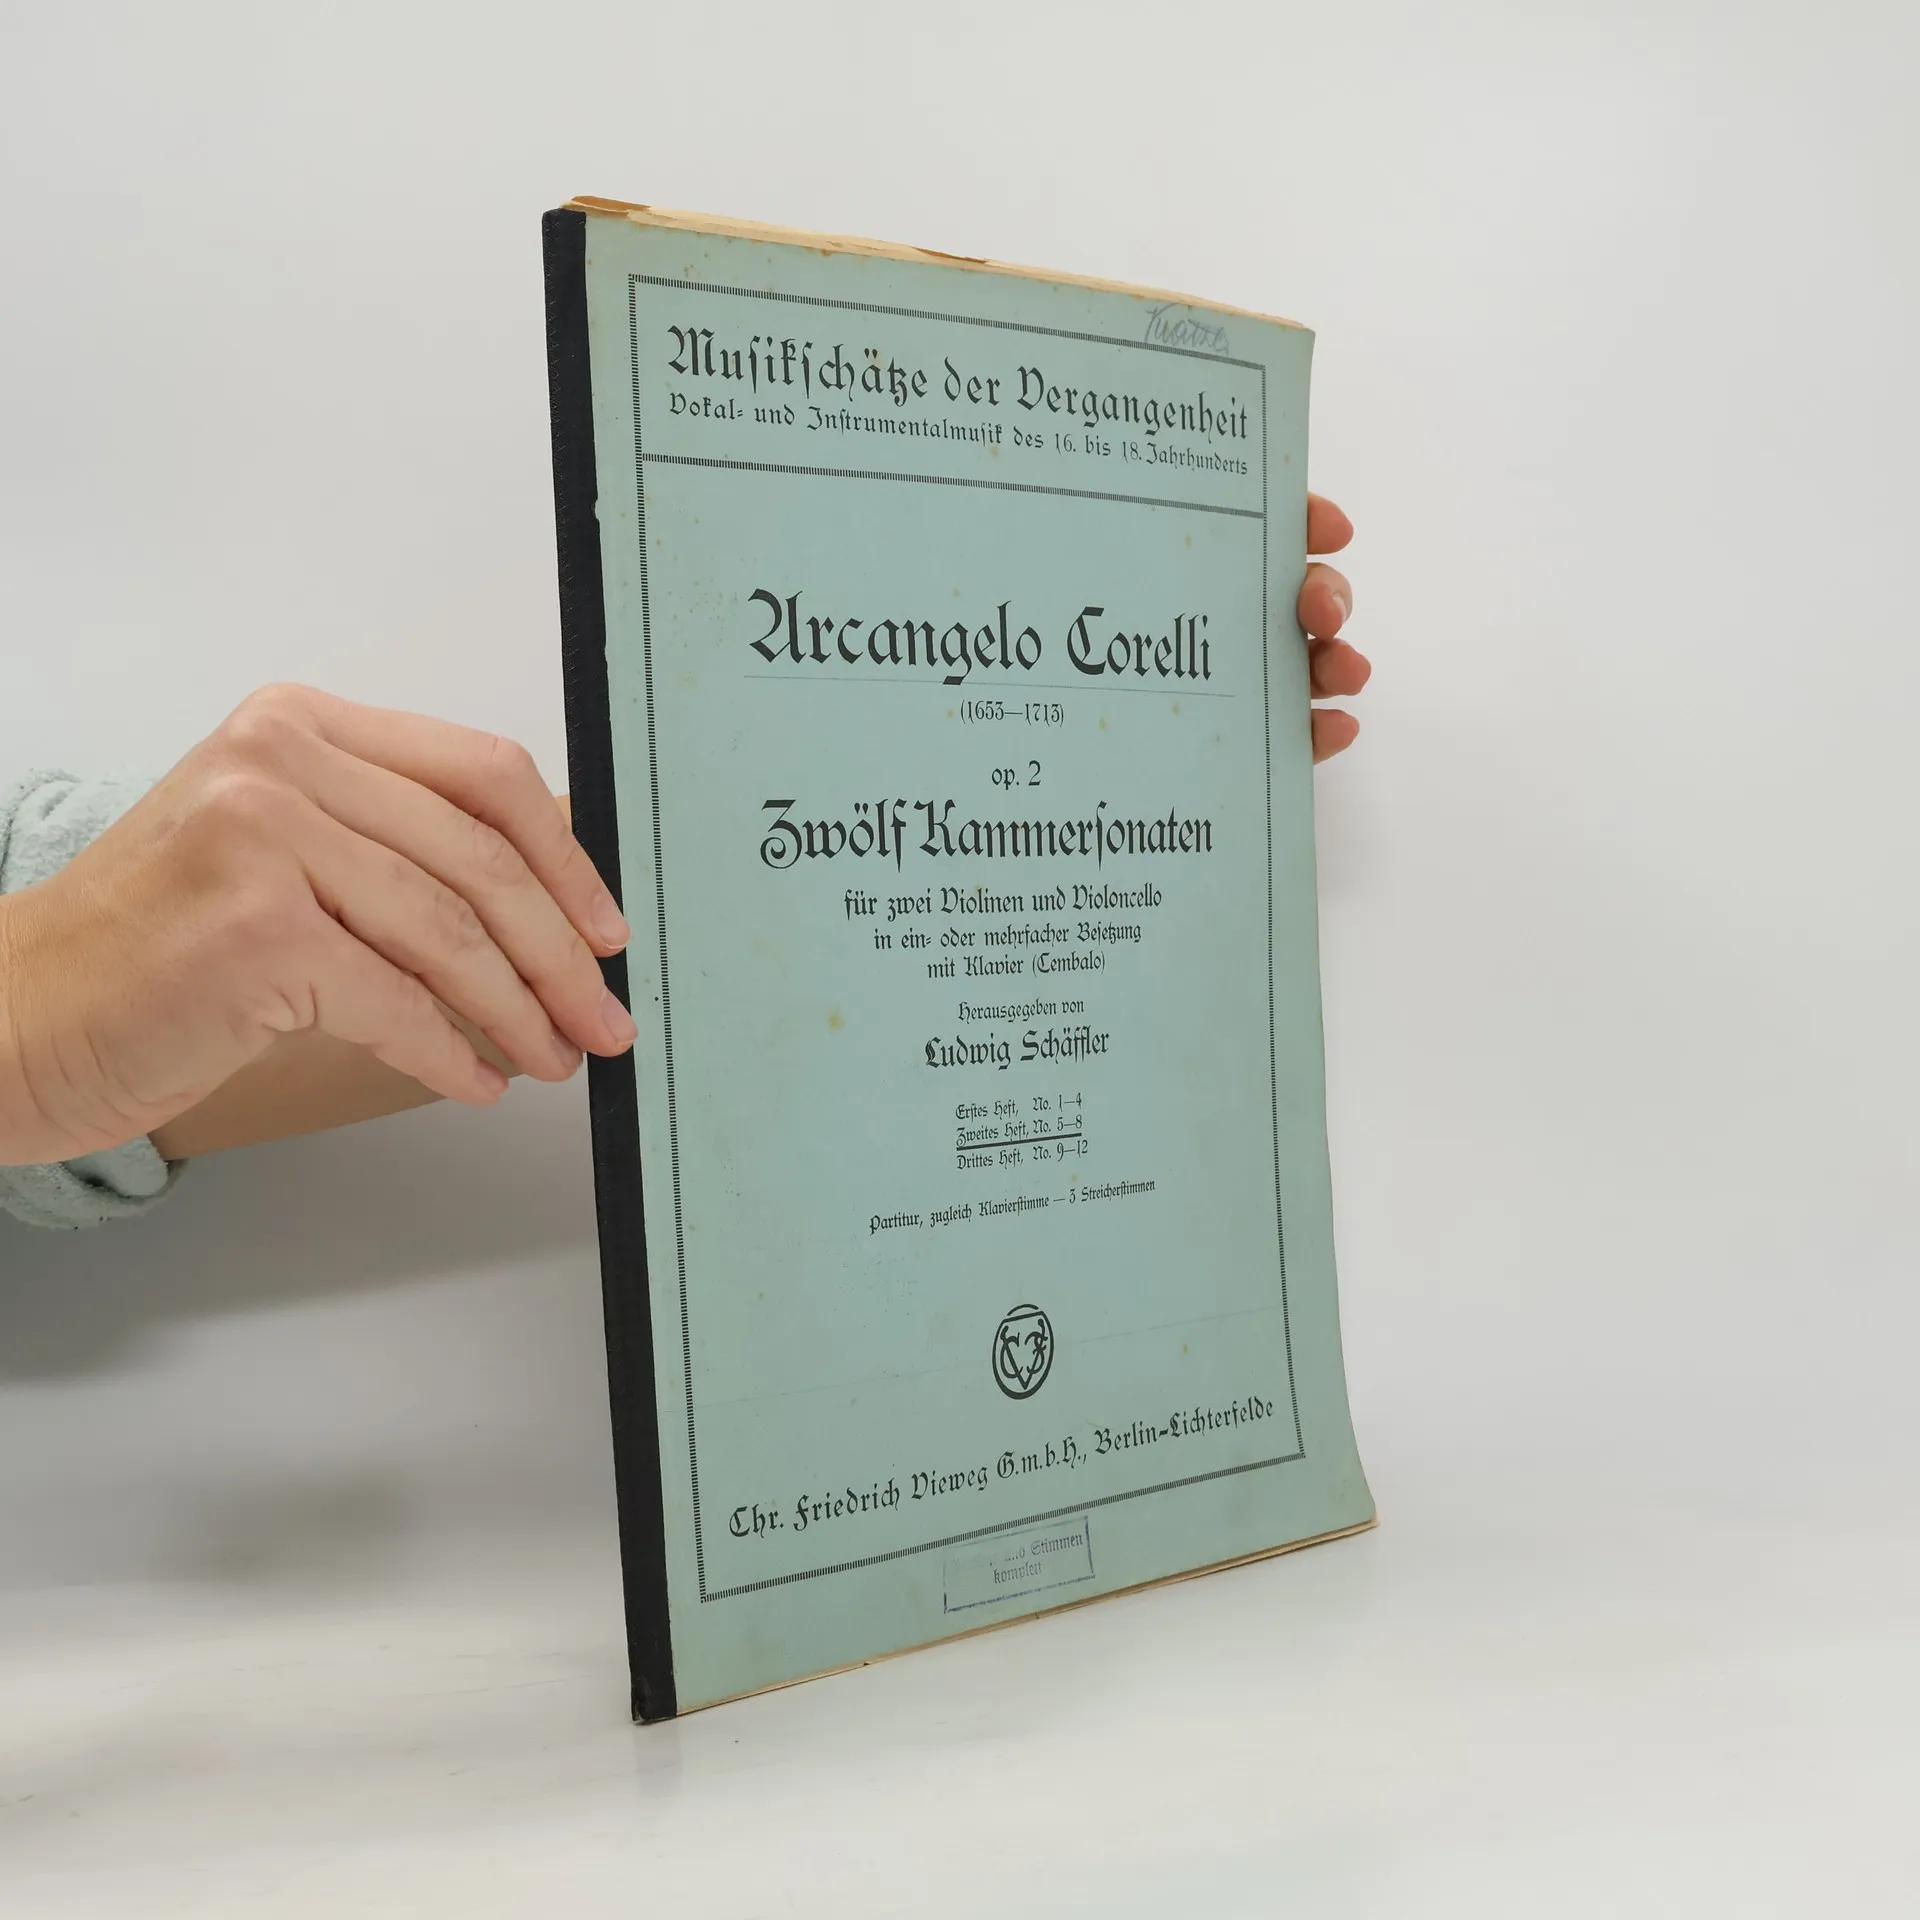 Musikschätze der Vergangenheit
Vokal- und Instrumentalmusik des 16. bis 18. Jahrhunderts
Arcangelo Corelli
(1653—1713)
op. 2
Zwölf Kammersonaten
für zwei Violinen und Violoncello
in ein- oder mehrfacher Besetzung
mit Klavier (Cembalo)
Herausgegeben von
Ludwig Schäffler
Erstes Heft, No. 1—4
Zweites Heft, No. 5—8
Drittes Heft, No. 9—12
Partitur, zugleich Klavierstimme — 3 Streicherstimmen
Chr. Friedrich Vieweg G.m.b.H., Berlin-Lichterfelde
und Stimmen
komplett